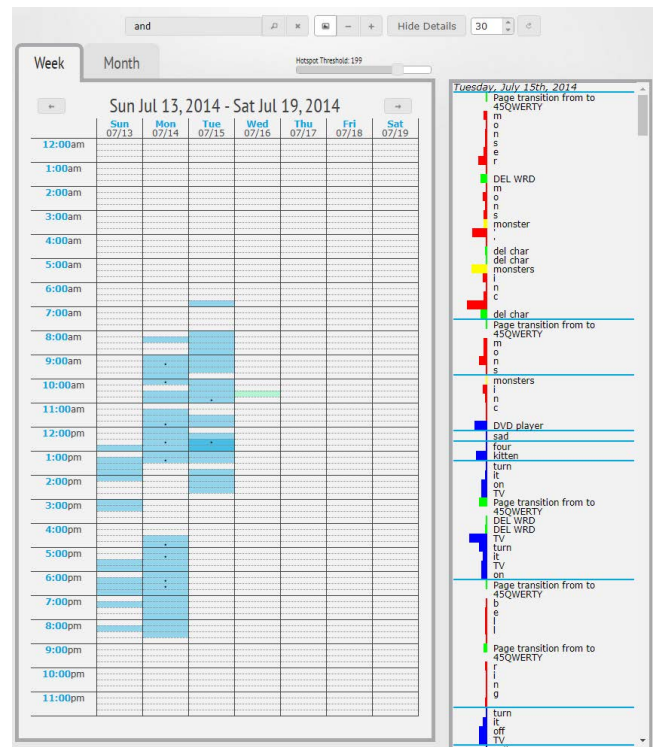 and
Hide Details
30
Week
Month
Hotspot Threshold: 199
Sun Jul 13, 2014 - Sat Jul 19, 2014
Sun Mon Tue Wed Thu Fri Sat
07/13 07/14 07/15 07/16 07/17 07/18 07/19
12:00am
1:00am
2:00am
3:00am
4:00am
5:00am
6:00am
7:00am
8:00am
9:00am
10:00am
11:00am
12:00pm
1:00pm
2:00pm
3:00pm
4:00pm
5:00pm
6:00pm
7:00pm
8:00pm
9:00pm
10:00pm
11:00pm
Tuesday, July 15th, 2014
Page transition from to
45QWERTY
m
o
n
s
e
r
DEL WRD
m
o
n
s
monster
'
.
del char
del char
monsters
i
n
c
del char
Page transition from to
45QWERTY
m
o
n
s
monsters
i
n
c
DVD player
sad
four
kitten
turn
it
on
TV
Page transition from to
45QWERTY
DEL WRD
DEL WRD
TV
turn
it
TV
on
Page transition from to
45QWERTY
b
e
l
l
Page transition from to
45QWERTY
r
i
n
g
turn
it
off
TV